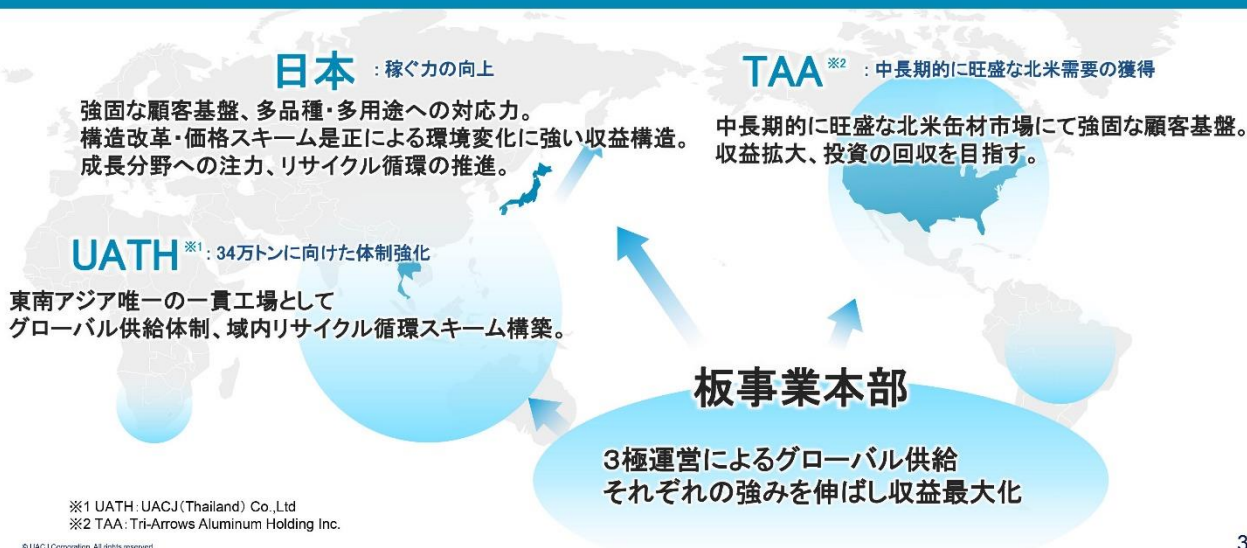 日本 :稼ぐ力の向上
強固な顧客基盤、多品種・多用途への対応力。
構造改革・価格スキーム是正による環境変化に強い収益構造。
成長分野への注力、リサイクル循環の推進。
TAA※2 :中長期的に旺盛な北米需要の獲得
中長期的に旺盛な北米缶材市場にて強固な顧客基盤。
収益拡大、投資の回収を目指す。
UATH※1:34万トンに向けた体制強化
東南アジア唯一の一貫工場として
グローバル供給体制、域内リサイクル循環スキーム構築。
板事業本部
3極運営によるグローバル供給
それぞれの強みを伸ばし収益最大化
※1 UATH:UACJ(Thailand) Co.,Ltd
※2 TAA:Tri-Arrows Aluminum Holding Inc.
© UACJ Corporation. All rights reserved.
3